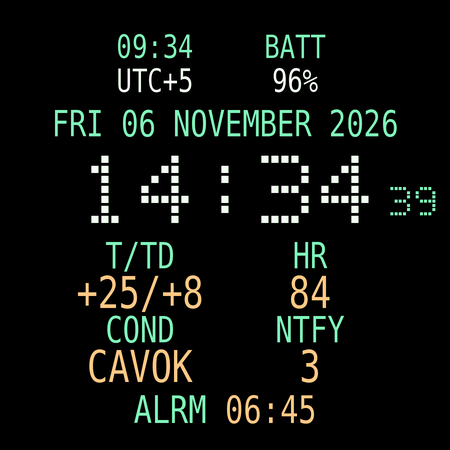 09:34 BATT
UTC+5 96%
FRI 06 NOVEMBER 2026
14:34 39
T/TD HR
+25/+8 84
COND NTFY
CAVOK 3
ALRM 06:45